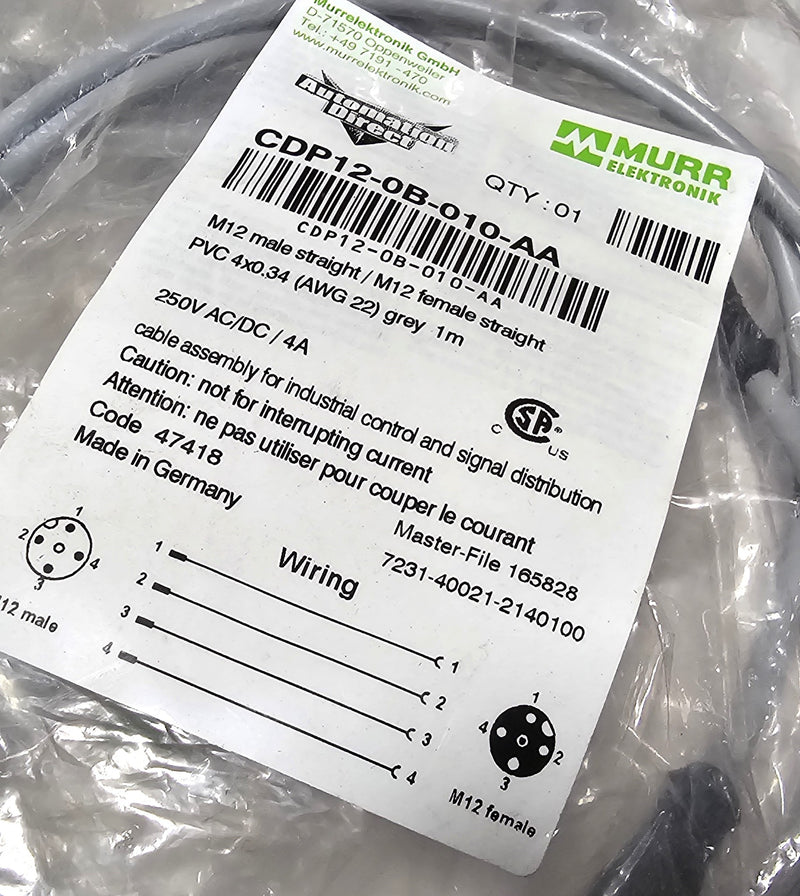 Murrelektronik GmbH
D-71570 Oppenweiler
Tel.: +49 7191 - 470
www.murrelektronik.com
Automation
Direct
MURR
ELEKTRONIK
QTY : 01
CDP12-0B-010-AA
CDP12-0B-010-AA
M12 male straight / M12 female straight
PVC 4x0.34 (AWG 22) grey 1m
250V AC/DC / 4A
cable assembly for industrial control and signal distribution
Caution: not for interrupting current
Attention: ne pas utiliser pour couper le courant
Code 47418
Made in Germany
C SP® US
Master-File 165828
7231-40021-2140100
Wiring
1
2
4
3
12 male
1 1
2 2
3 3
4 4
1
4
2
3
M12 female